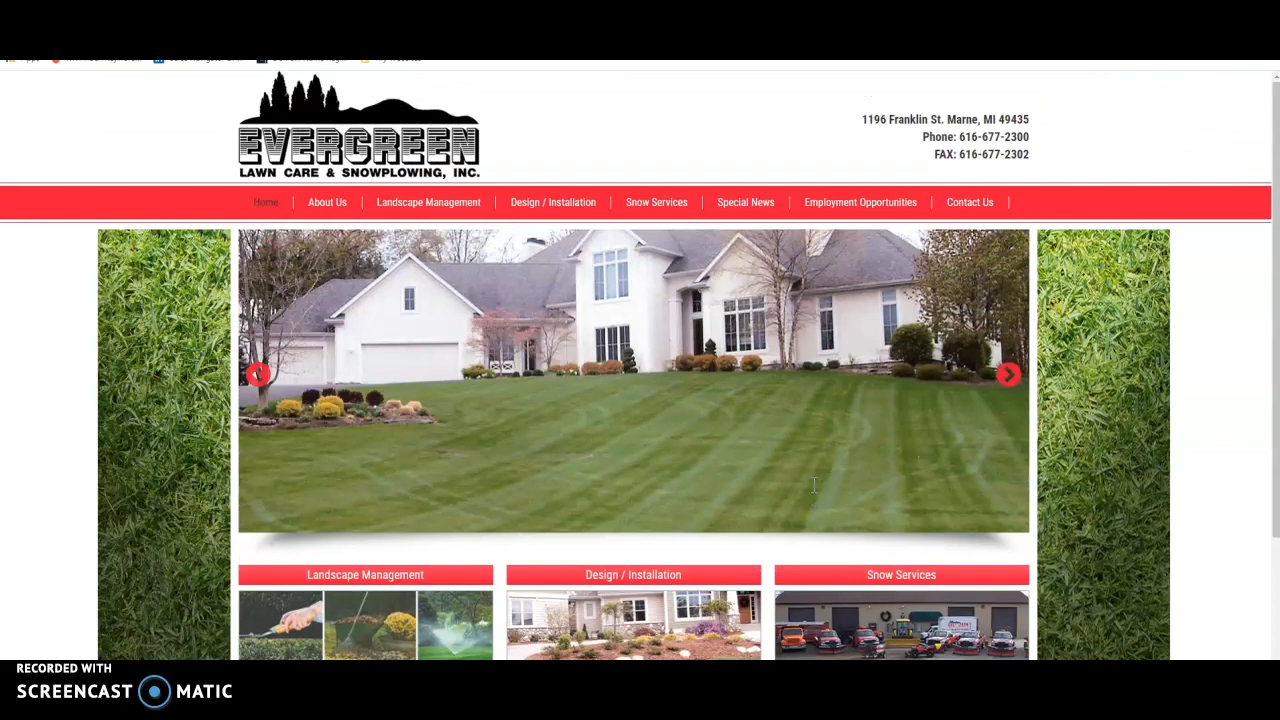 EVERGREEN
LAWN CARE & SNOWPLOWING, INC.
1196 Franklin St. Marne, MI 49435
Phone: 616-677-2300
FAX: 616-677-2302
Home
About Us
Landscape Management
Design / Installation
Snow Services
Special News
Employment Opportunities
Contact Us
Landscape Management
Design / Installation
Snow Services
RECORDED WITH
SCREENCAST MATIC